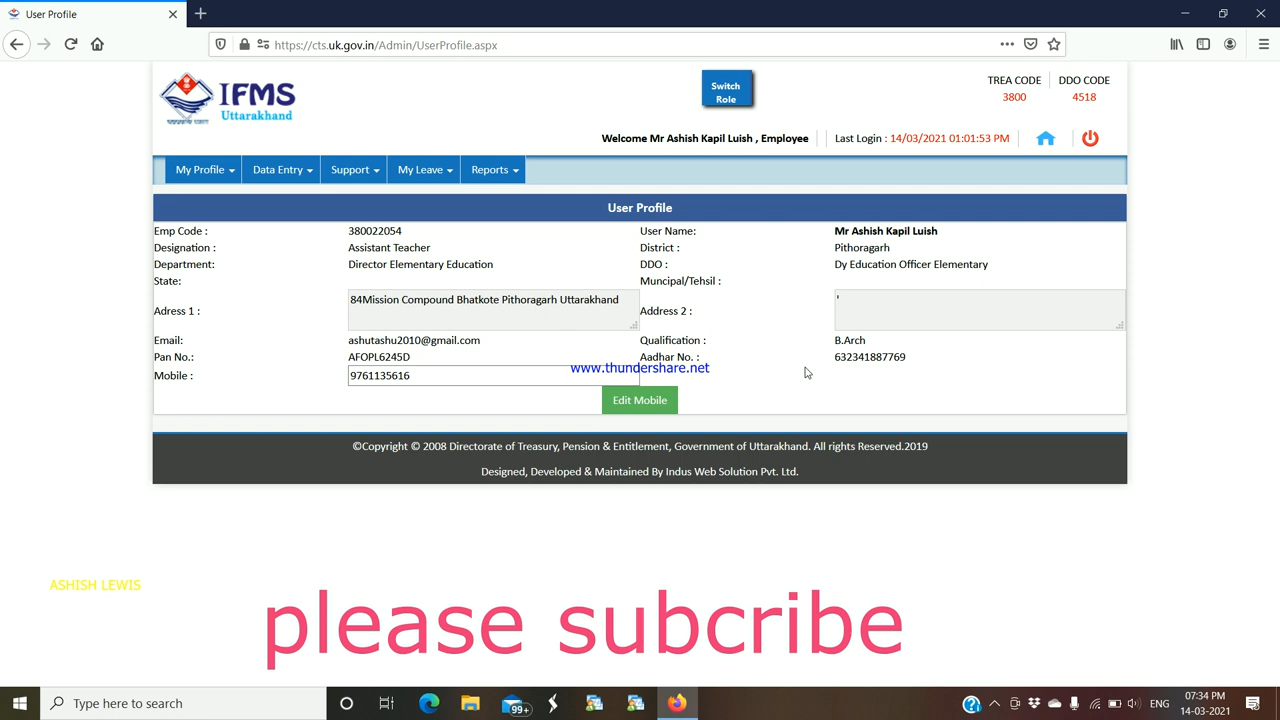 User Profile
https://cts.uk.gov.in/Admin/UserProfile.aspx
IFMS
Uttarakhand
Switch
Role
TREA CODE DDO CODE
3800 4518
Welcome Mr Ashish Kapil Luish , Employee Last Login : 14/03/2021 01:01:53 PM
My Profile Data Entry Support My Leave Reports
User Profile
Emp Code : 380022054 User Name: Mr Ashish Kapil Luish
Designation : Assistant Teacher District : Pithoragarh
Department: Director Elementary Education DDO : Dy Education Officer Elementary
State: Muncipal/Tehsil :
Adress 1 : 84Mission Compound Bhatkote Pithoragarh Uttarakhand Address 2 : '
Email: ashutashu2010@gmail.com Qualification : B.Arch
Pan No.: AFOPL6245D Aadhar No. : 632341887769
www.thundershare.net
Mobile : 9761135616
Edit Mobile
©Copyright © 2008 Directorate of Treasury, Pension & Entitlement, Government of Uttarakhand. All rights Reserved.2019
Designed, Developed & Maintained By Indus Web Solution Pvt. Ltd.
ASHISH LEWIS
please subcribe
Type here to search
99+
ENG
07:34 PM
14-03-2021